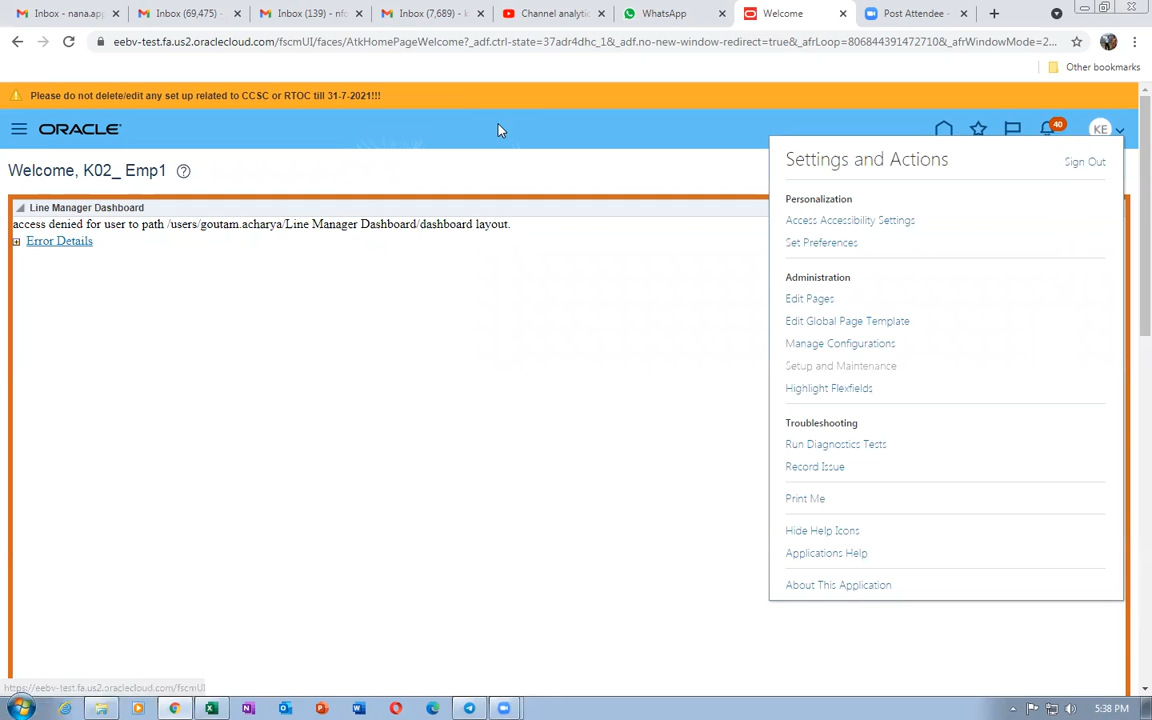 Inbox - nana.app
Inbox (69,475) -
Inbox (139) - nfo
Inbox (7,689) - k
Channel analytic
WhatsApp
Welcome
Post Attendee -
eebv-test.fa.us2.oraclecloud.com/fscmUI/faces/AtkHomePageWelcome?_adf.ctrl-state=37adr4dhc_1&_adf.no-new-window-redirect=true&_afrLoop=806844391472710&_afrWindowMode=2...
Other bookmarks
Please do not delete/edit any set up related to CCSC or RTOC till 31-7-2021!!!
ORACLE
40
KE
Welcome, K02_ Emp1
Line Manager Dashboard
access denied for user to path /users/goutam.acharya/Line Manager Dashboard/dashboard layout.
Error Details
Settings and Actions
Sign Out
Personalization
Access Accessibility Settings
Set Preferences
Administration
Edit Pages
Edit Global Page Template
Manage Configurations
Setup and Maintenance
Highlight Flexfields
Troubleshooting
Run Diagnostics Tests
Record Issue
Print Me
Hide Help Icons
Applications Help
About This Application
https://eebv-test.fa.us2.oraclecloud.com/fscmUI
5:38 PM